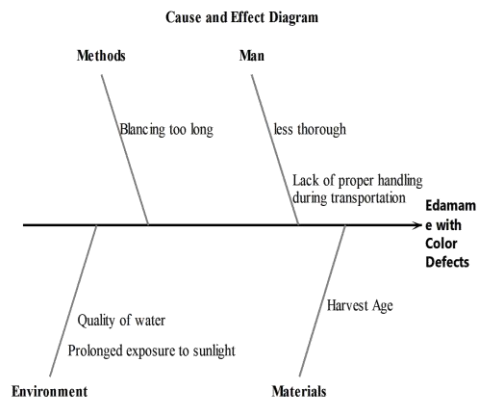 Cause and Effect Diagram
Methods
Man
Blancing too long
less thorough
Lack of proper handling
during transportation
Edamam
e with
Color
Defects
Quality of water
Harvest Age
Prolonged exposure to sunlight
Environment
Materials